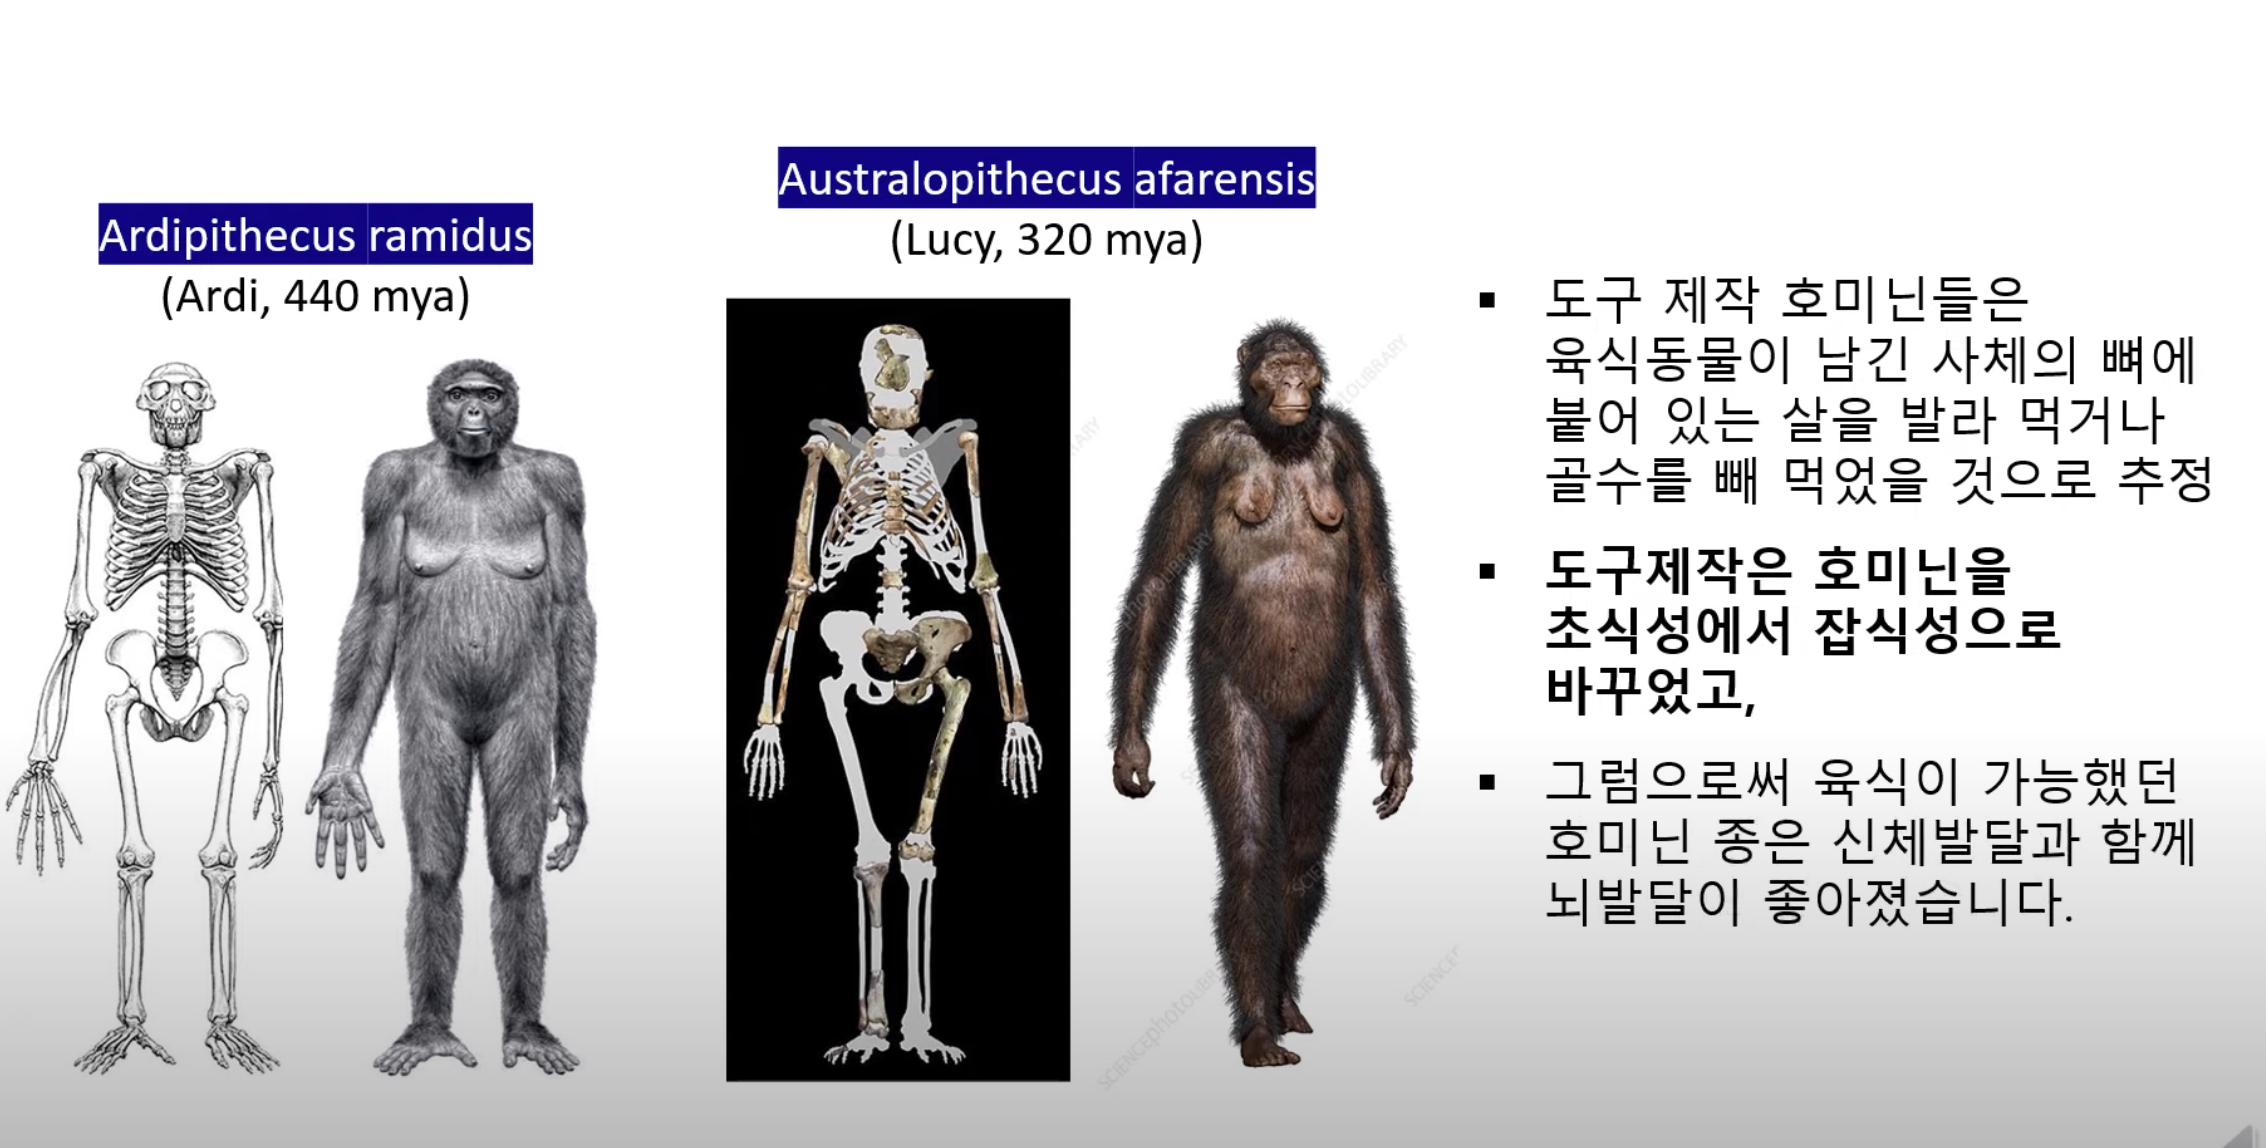 Ardipithecus ramidus
(Ardi, 440 mya)
Australopithecus afarensis
(Lucy, 320 mya)
▪ 도구 제작 호미닌들은
육식동물이 남긴 사체의 뼈에
붙어 있는 살을 발라 먹거나
골수를 빼 먹었을 것으로 추정
▪ 도구제작은 호미닌을
초식성에서 잡식성으로
바꾸었고,
▪ 그럼으로써 육식이 가능했던
호미닌 종은 신체발달과 함께
뇌발달이 좋아졌습니다.
SCIENCEphotoLIBRARY